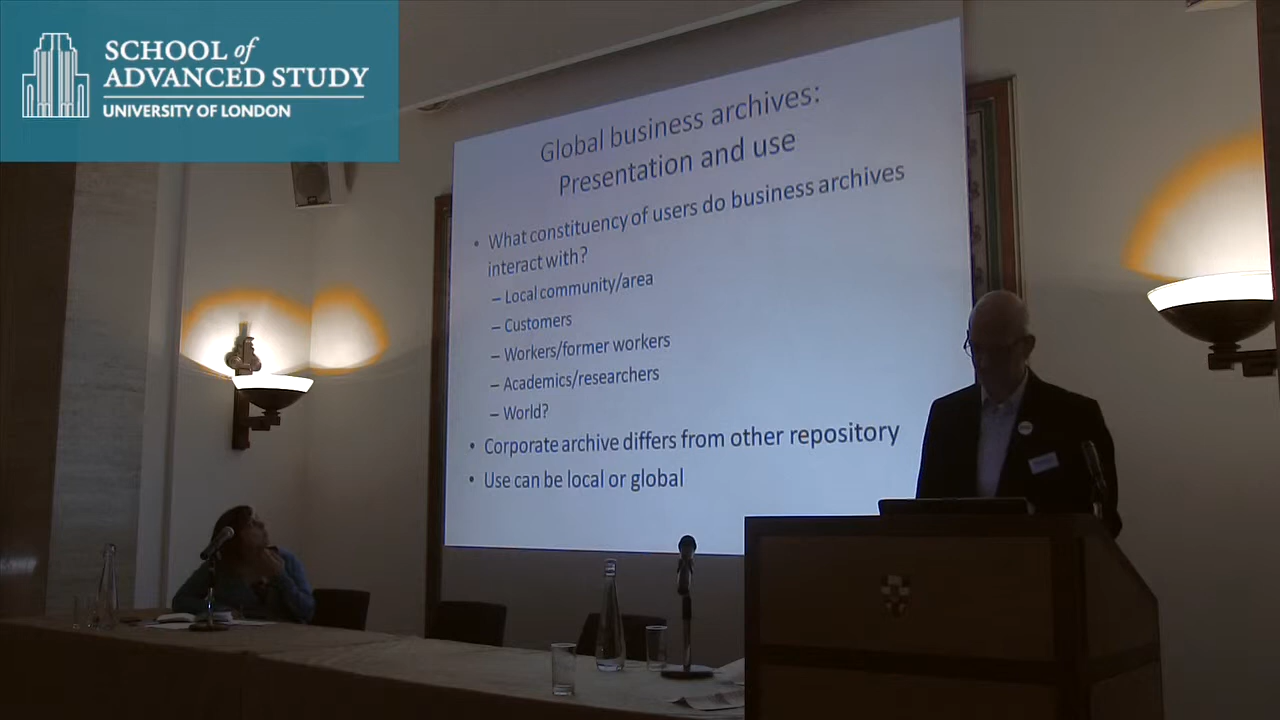 SCHOOL of
ADVANCED STUDY
UNIVERSITY OF LONDON
Global business archives:
Presentation and use
• What constituency of users do business archives
interact with?
– Local community/area
– Customers
– Workers/former workers
– Academics/researchers
– World?
• Corporate archive differs from other repository
• Use can be local or global